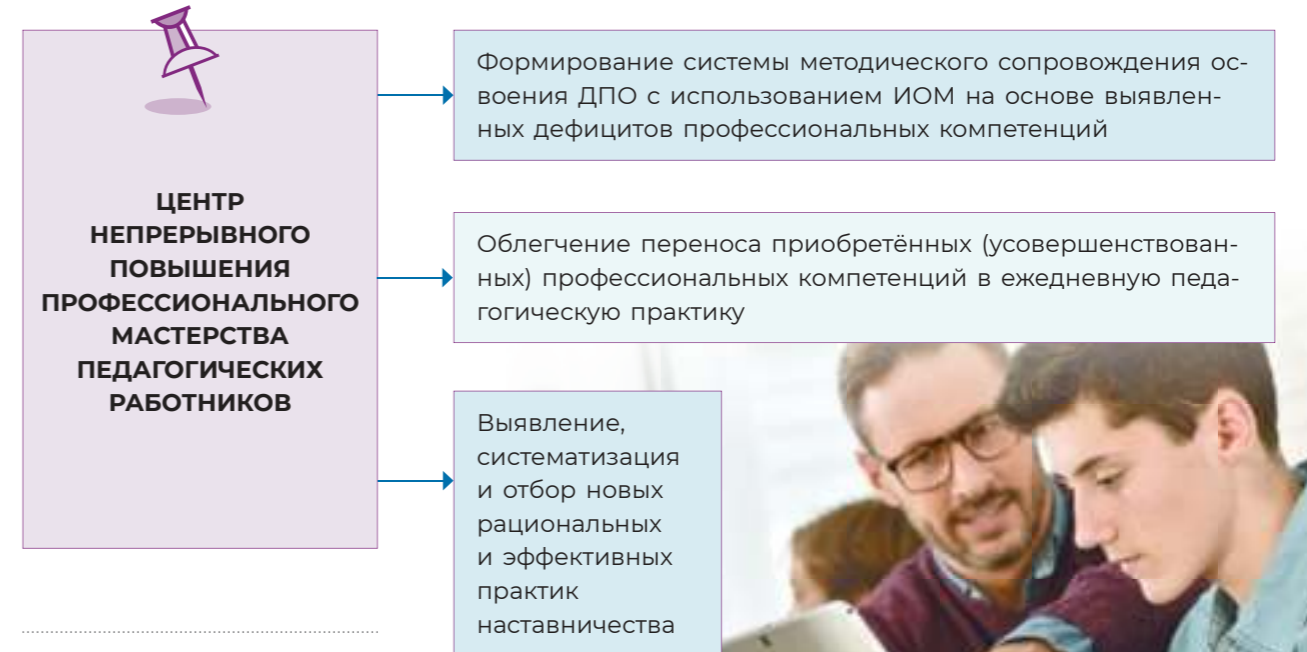 ЦЕНТР
НЕПРЕРЫВНОГО
ПОВЫШЕНИЯ
ПРОФЕССИОНАЛЬНОГО
МАСТЕРСТВА
ПЕДАГОГИЧЕСКИХ
РАБОТНИКОВ
Формирование системы методического сопровождения ос-
воения ДПО с использованием ИОМ на основе выявлен-
ных дефицитов профессиональных компетенций
Облегчение переноса приобретённых (усовершенствован-
ных) профессиональных компетенций в ежедневную педа-
гогическую практику
Выявление,
систематизация
и отбор новых
рациональных
и эффективных
практик
наставничества